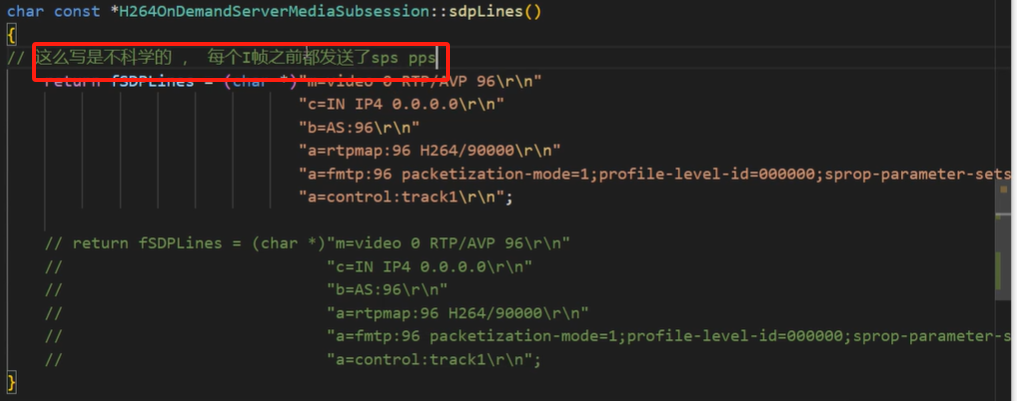 char const *H264OnDemandServerMediaSubsession::sdpLines()
{
// 这么写是不科学的 ， 每个I帧之前都发送了sps pps
return fSDPLines = (char *)"m=video 0 RTP/AVP 96\r\n"
"c=IN IP4 0.0.0.0\r\n"
"b=AS:96\r\n"
"a=rtpmap:96 H264/90000\r\n"
"a=fmtp:96 packetization-mode=1;profile-level-id=000000;sprop-parameter-sets
"a=control:track1\r\n";
// return fSDPLines = (char *)"m=video 0 RTP/AVP 96\r\n"
// "c=IN IP4 0.0.0.0\r\n"
// "b=AS:96\r\n"
// "a=rtpmap:96 H264/90000\r\n"
// "a=fmtp:96 packetization-mode=1;profile-level-id=000000;sprop-parameter-s
// "a=control:track1\r\n";
}